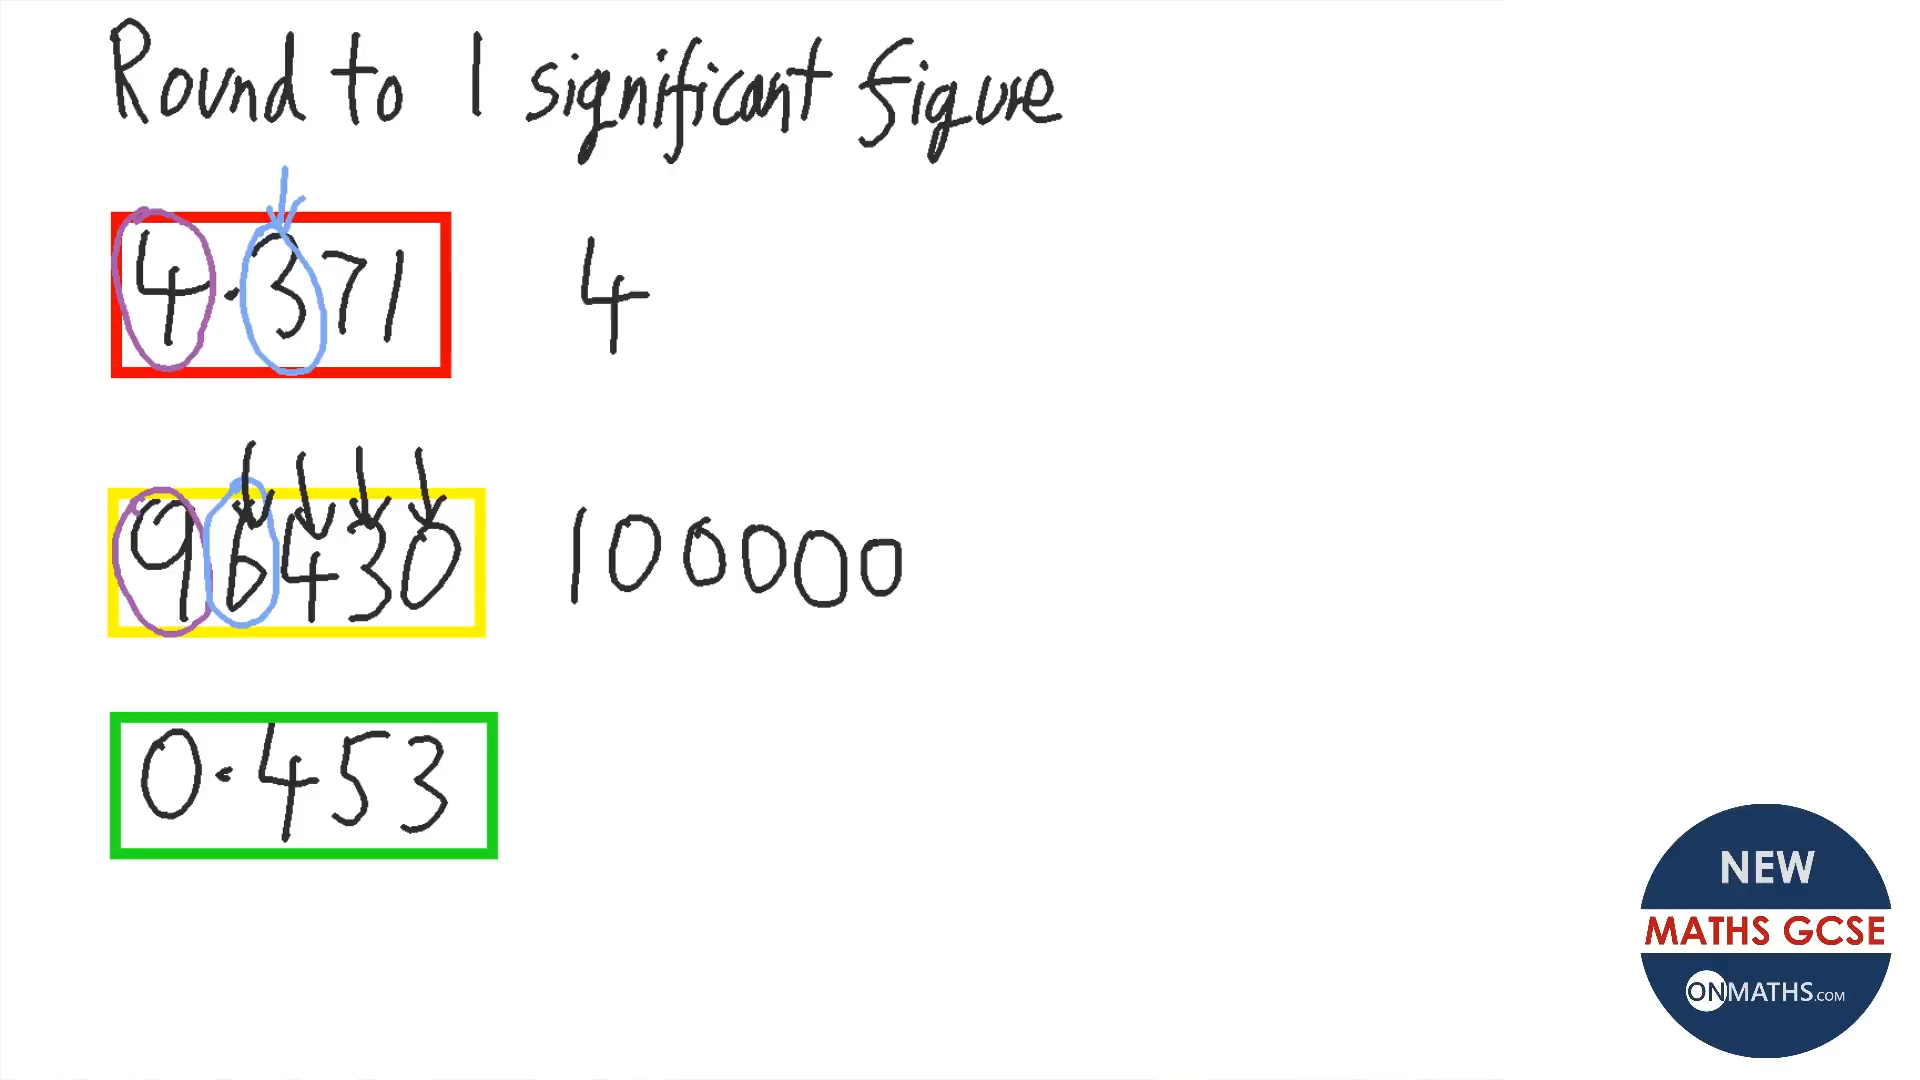 Round to 1 significant figure
4.371 4
96430 100000
0.453
NEW
MATHS GCSE
ONMATHS.COM